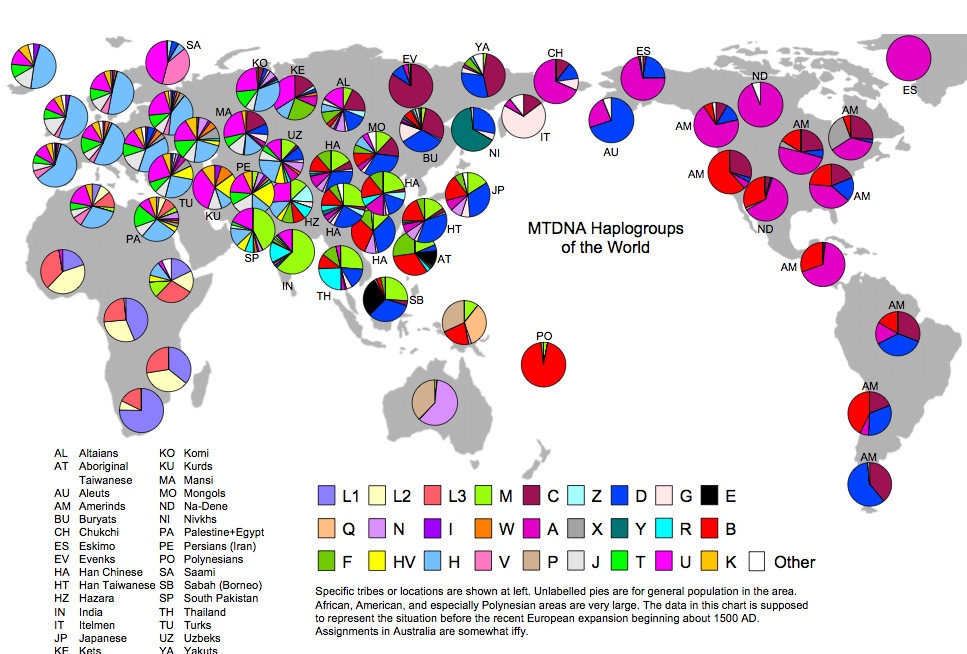 SA
KO
KE
EV
YA
CH
ES
ES
ND
AL
MA
UZ
MO
HA
BU
NI
IT
AU
AM
AM
AM
AM
AM
ND
PE
TU
KU
HZ
HA
JP
PA
SP
IN
HA
HA
HT
AT
TH
SB
PO
AM
AM
AM
AM
MTDNA Haplogroups
of the World
AL Altaians KO Komi
AT Aboriginal KU Kurds
Taiwanese MA Mansi
AU Aleuts MO Mongols
AM Amerinds ND Na-Dene
BU Buryats NI Nivkhs
CH Chukchi PA Palestine+Egypt
ES Eskimo PE Persians (Iran)
EV Evenks PO Polynesians
HA Han Chinese SA Saami
HT Han Taiwanese SB Sabah (Borneo)
HZ Hazara SP South Pakistan
IN India TH Thailand
IT Itelmen TU Turks
JP Japanese UZ Uzbeks
KE Kets YA Yakuts
L1 L2 L3 M C Z D G E
Q N I W A X Y R B
F HV H V P J T U K Other
Specific tribes or locations are shown at left. Unlabelled pies are for general population in the area.
African, American, and especially Polynesian areas are very large. The data in this chart is supposed
to represent the situation before the recent European expansion beginning about 1500 AD.
Assignments in Australia are somewhat iffy.